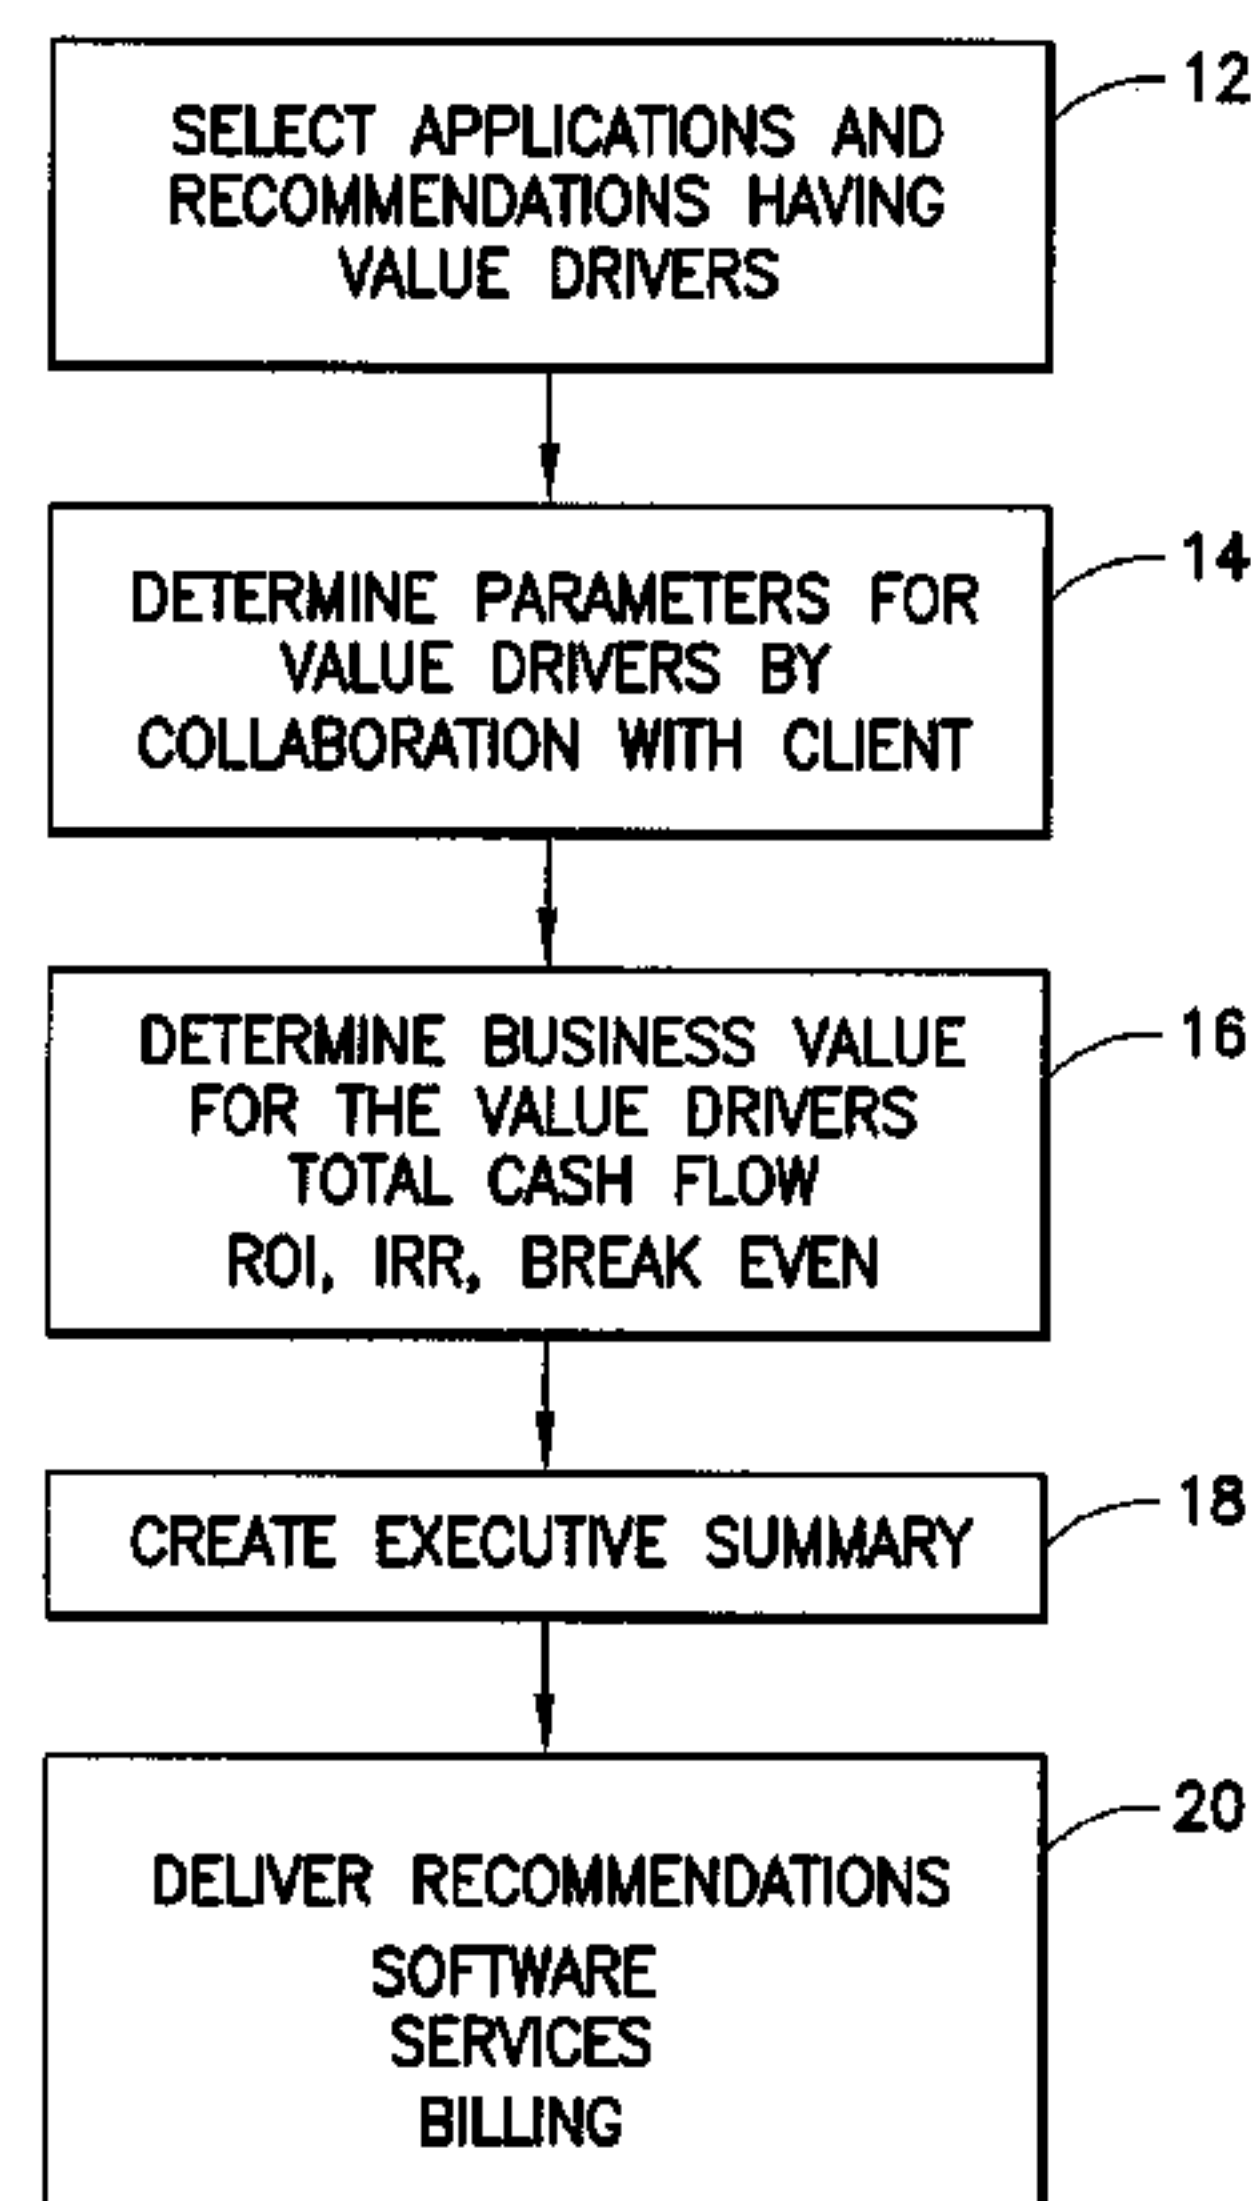 12
SELECT APPLICATIONS AND
RECOMMENDATIONS HAVING
VALUE DRIVERS
14
DETERMINE PARAMETERS FOR
VALUE DRIVERS BY
COLLABORATION WITH CLIENT
16
DETERMINE BUSINESS VALUE
FOR THE VALUE DRIVERS
TOTAL CASH FLOW
ROI, IRR, BREAK EVEN
18
CREATE EXECUTIVE SUMMARY
20
DELIVER RECOMMENDATIONS
SOFTWARE
SERVICES
BILLING